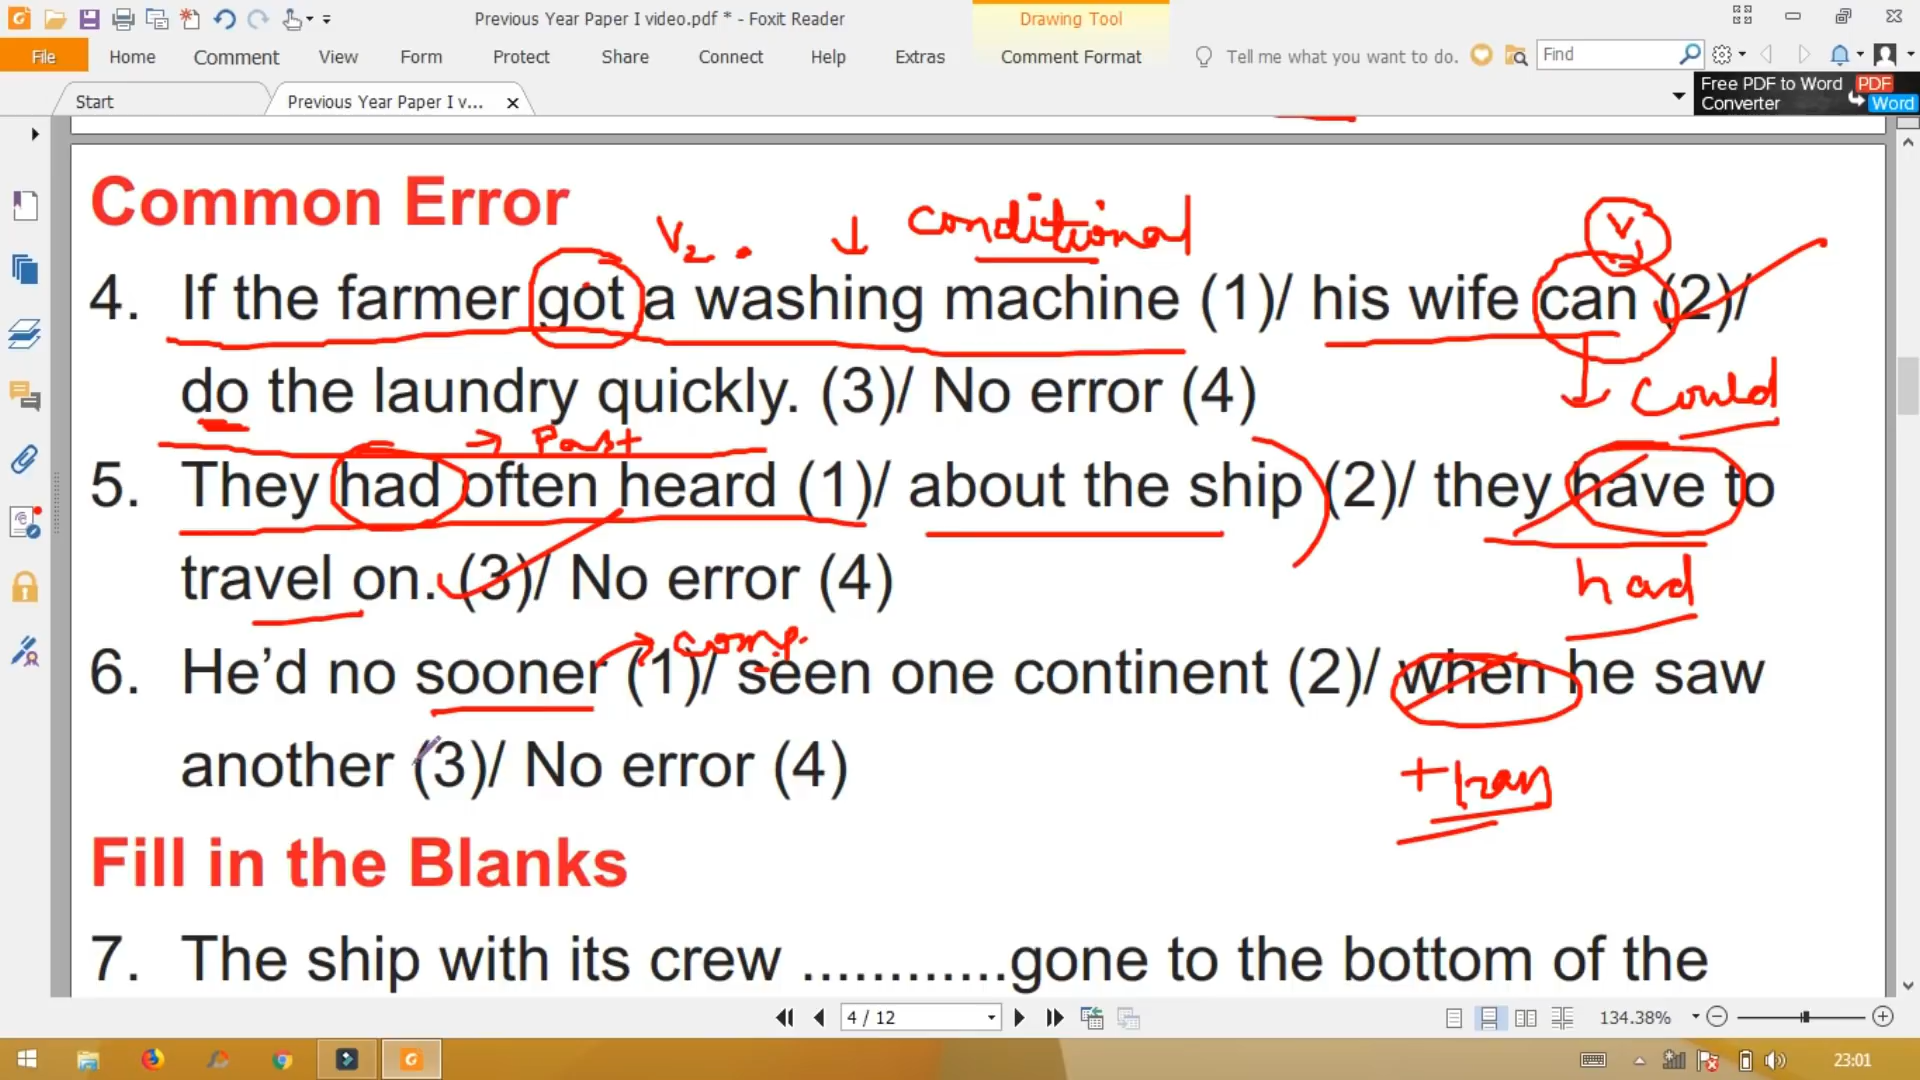 Previous Year Paper I video.pdf * - Foxit Reader
Drawing Tool
File Home Comment View Form Protect Share Connect Help Extras Comment Format Tell me what you want to do. Find
Start Previous Year Paper I v...
Free PDF to Word Converter PDF Word
Common Error
V2 conditional V1
4. If the farmer got a washing machine (1)/ his wife can (2)/
do the laundry quickly. (3)/ No error (4)
Could
Past
5. They had often heard (1)/ about the ship (2)/ they have to
travel on. (3)/ No error (4)
had
comp.
6. He'd no sooner (1)/ seen one continent (2)/ when he saw
another (3)/ No error (4)
+than
Fill in the Blanks
7. The ship with its crew ............gone to the bottom of the
4 / 12
134.38%
23:01